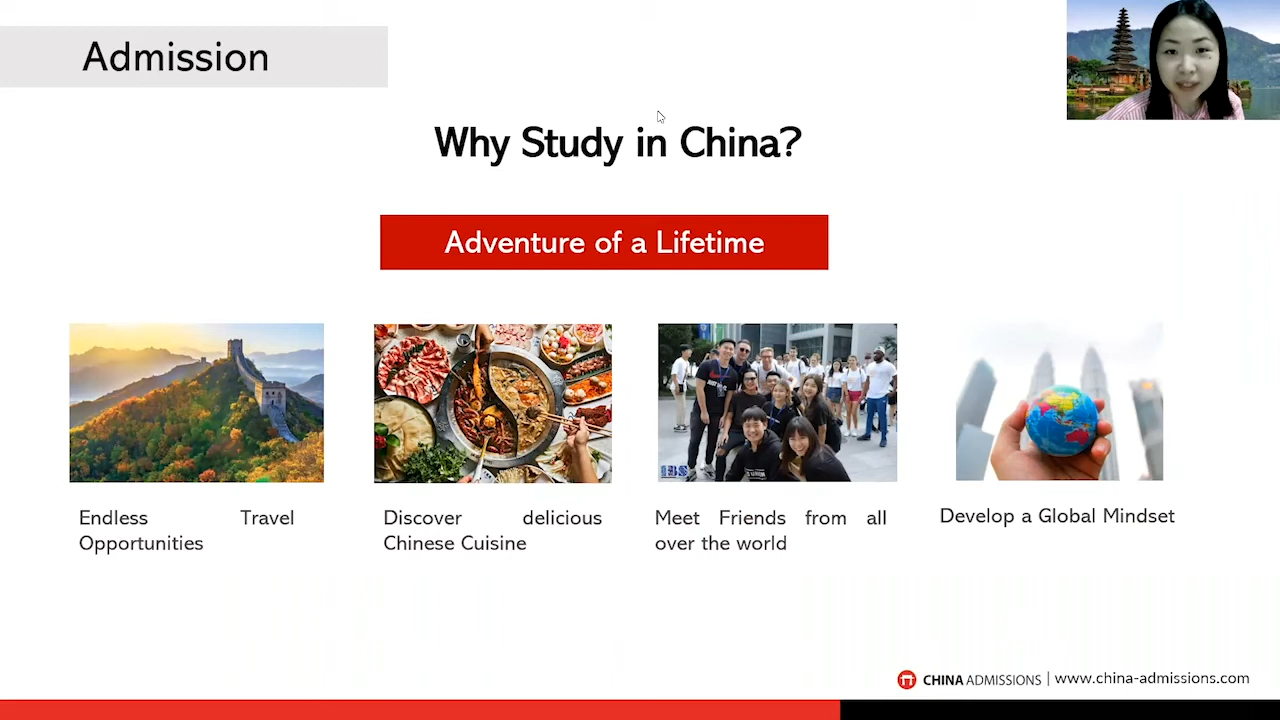 Admission
Why Study in China?
Adventure of a Lifetime
Endless Travel
Opportunities
Discover delicious
Chinese Cuisine
Meet Friends from all
over the world
Develop a Global Mindset
IBS
CHINA ADMISSIONS | www.china-admissions.com